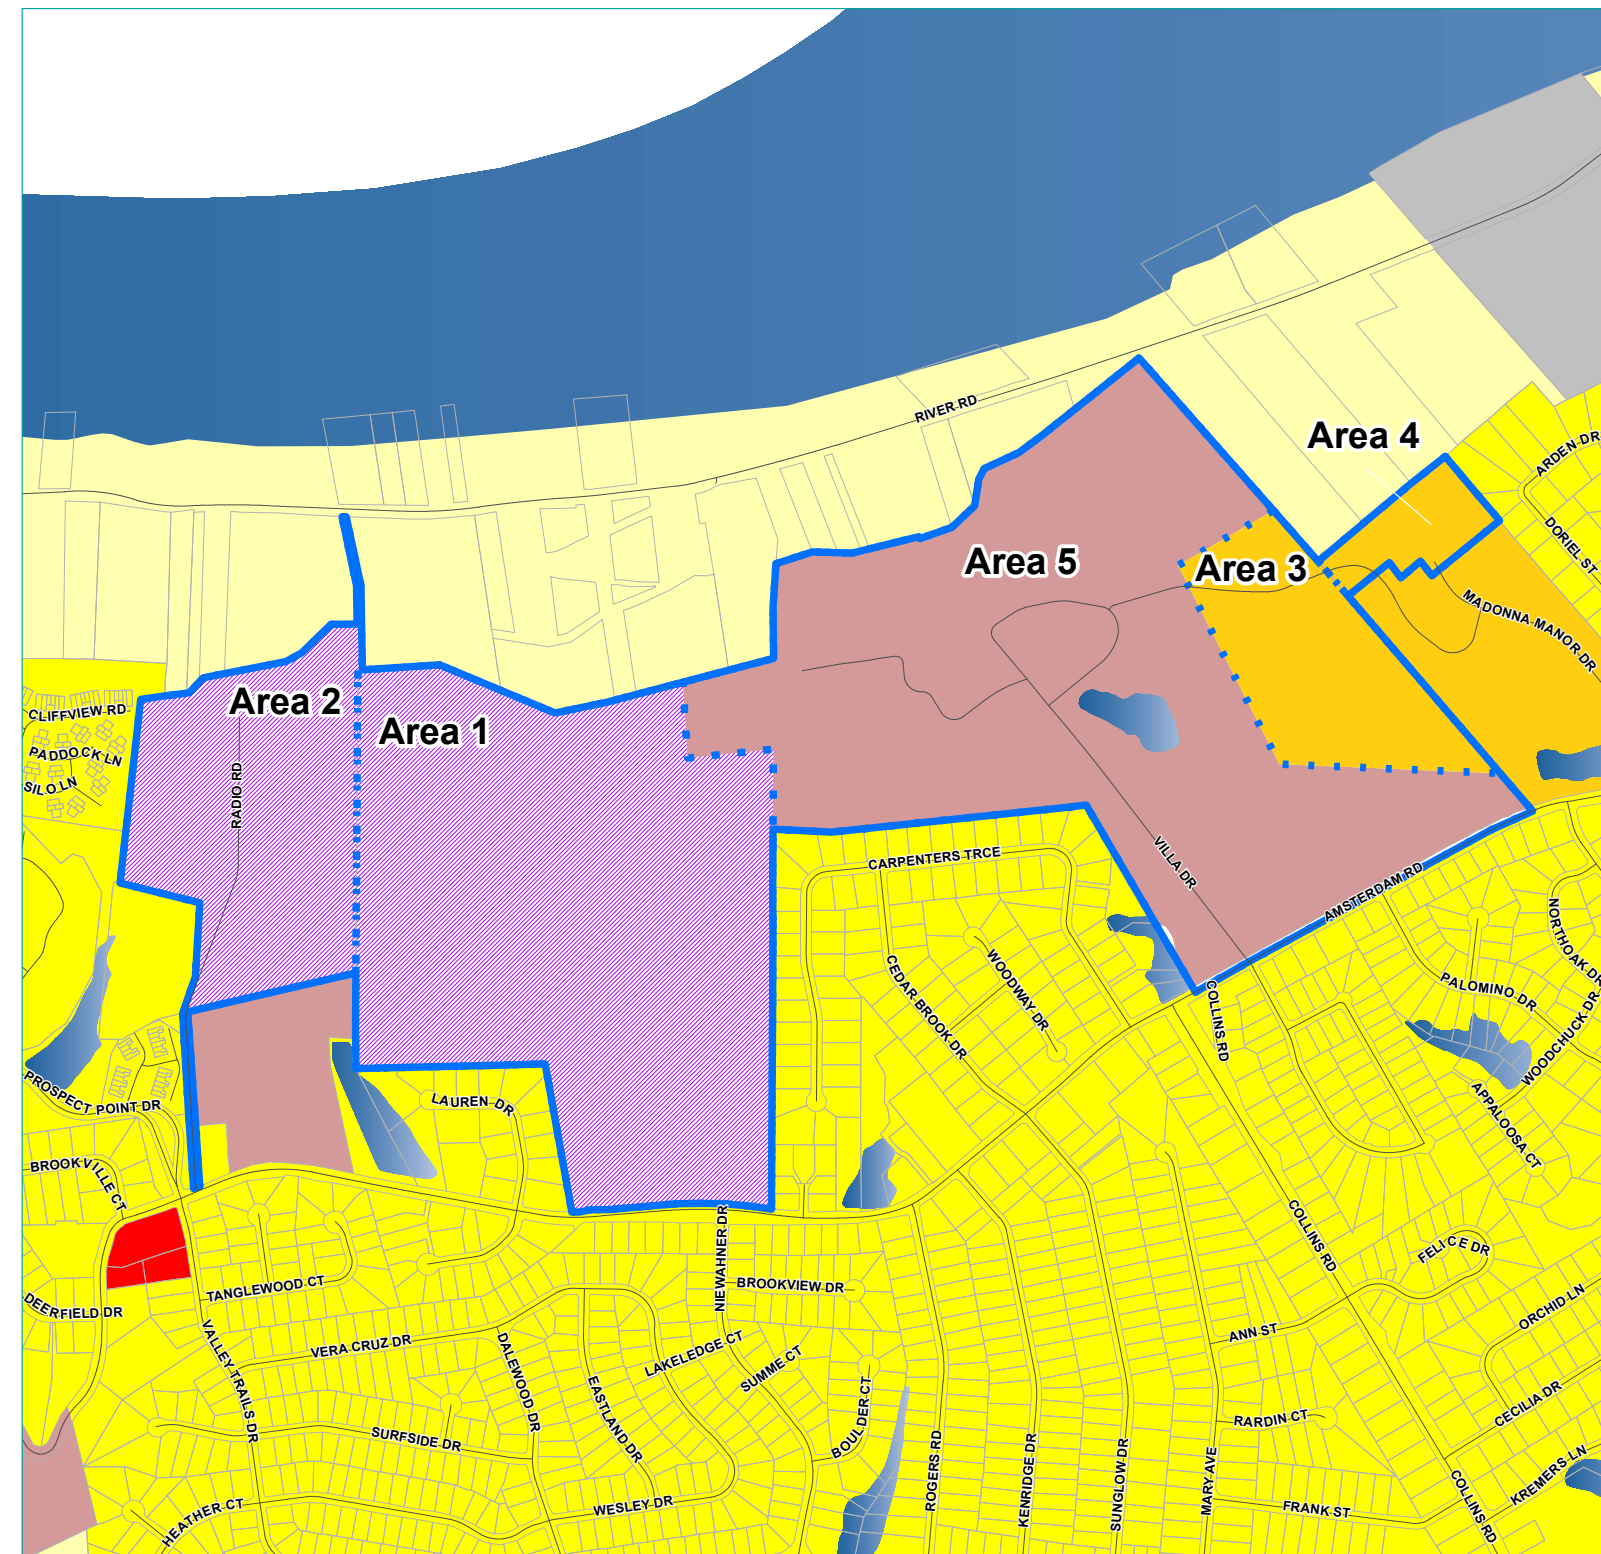 RIVER RD
Area 4
ARDEN DR
DORIEL ST
Area 5
Area 3
MADONNA MANOR DR
Area 2
Area 1
CLIFFVIEW RD
PADDOCK LN
SILO LN
RADIO RD
VILLA DR
CARPENTERS TRCE
AMSTERDAM RD
NORTHOAK DR
CEDAR BROOK DR
WOODWAY DR
COLLINS RD
PALOMINO DR
WOODCHUCK DR
APPALOOSA CT
PROSPECT POINT DR
LAUREN DR
BROOKVILLE CT
NIEWAHNER DR
COLLINS RD
FELICE DR
TANGLEWOOD CT
BROOKVIEW DR
DEERFIELD DR
ORCHID LN
VALLEY TRAILS DR
VERA CRUZ DR
DALEWOOD DR
LAKELEDGE CT
SUMME CT
ANN ST
EASTLAND DR
BOULDER CT
CECILIA DR
RARDIN CT
SURFSIDE DR
ROGERS RD
KENRIDGE DR
SUNGLOW DR
MARY AVE
COLLINS RD
KREMERS LN
HEATHER CT
WESLEY DR
FRANK ST